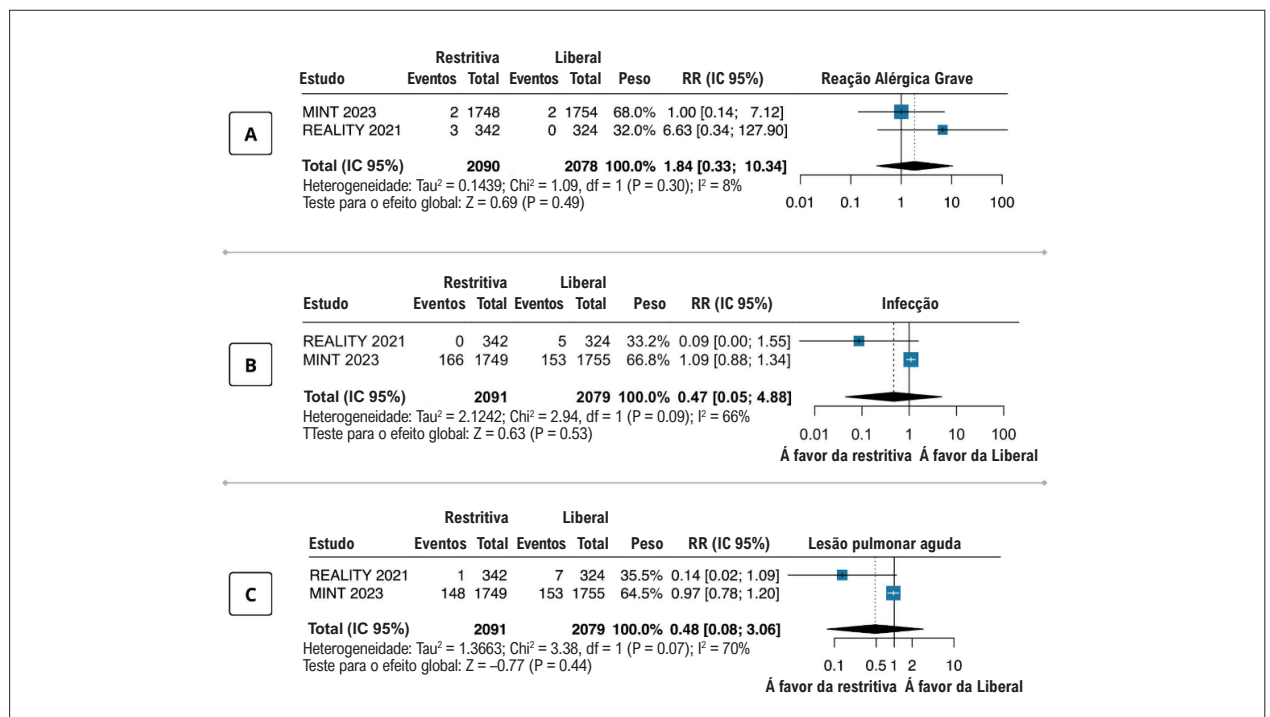 A
Restritiva Liberal
Estudo Eventos Total Eventos Total Peso RR (IC 95%) Reação Alérgica Grave
MINT 2023 2 1748 2 1754 68.0% 1.00 [0.14; 7.12]
REALITY 2021 3 342 0 324 32.0% 6.63 [0.34; 127.90]
Total (IC 95%) 2090 2078 100.0% 1.84 [0.33; 10.34]
Heterogeneidade: Tau² = 0.1439; Chi² = 1.09, df = 1 (P = 0.30); I² = 8%
Teste para o efeito global: Z = 0.69 (P = 0.49)
0.01 0.1 1 10 100
B
Restritiva Liberal
Estudo Eventos Total Eventos Total Peso RR (IC 95%) Infecção
REALITY 2021 0 342 5 324 33.2% 0.09 [0.00; 1.55]
MINT 2023 166 1749 153 1755 66.8% 1.09 [0.88; 1.34]
Total (IC 95%) 2091 2079 100.0% 0.47 [0.05; 4.88]
Heterogeneidade: Tau² = 2.1242; Chi² = 2.94, df = 1 (P = 0.09); I² = 66%
TTeste para o efeito global: Z = 0.63 (P = 0.53)
0.01 0.1 1 10 100
Á favor da restritiva Á favor da Liberal
C
Restritiva Liberal
Estudo Eventos Total Eventos Total Peso RR (IC 95%) Lesão pulmonar aguda
REALITY 2021 1 342 7 324 35.5% 0.14 [0.02; 1.09]
MINT 2023 148 1749 153 1755 64.5% 0.97 [0.78; 1.20]
Total (IC 95%) 2091 2079 100.0% 0.48 [0.08; 3.06]
Heterogeneidade: Tau² = 1.3663; Chi² = 3.38, df = 1 (P = 0.07); I² = 70%
Teste para o efeito global: Z = –0.77 (P = 0.44)
0.1 0.5 1 2 10
Á favor da restritiva Á favor da Liberal